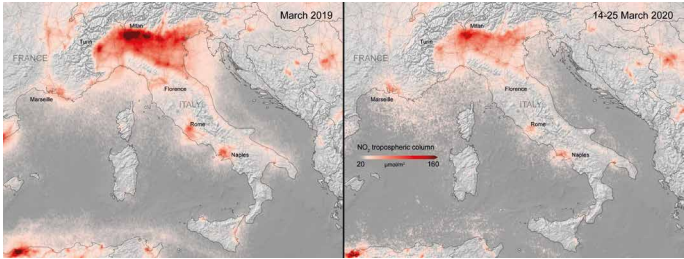 March 2019
Milan
Turin
FRANCE
Marseille
Florence
ITALY
Rome
Naples
14-25 March 2020
Milan
Turin
FRANCE
Marseille
Florence
ITALY
Rome
NO₂ tropospheric column
Naples
20 160
µmol/m²